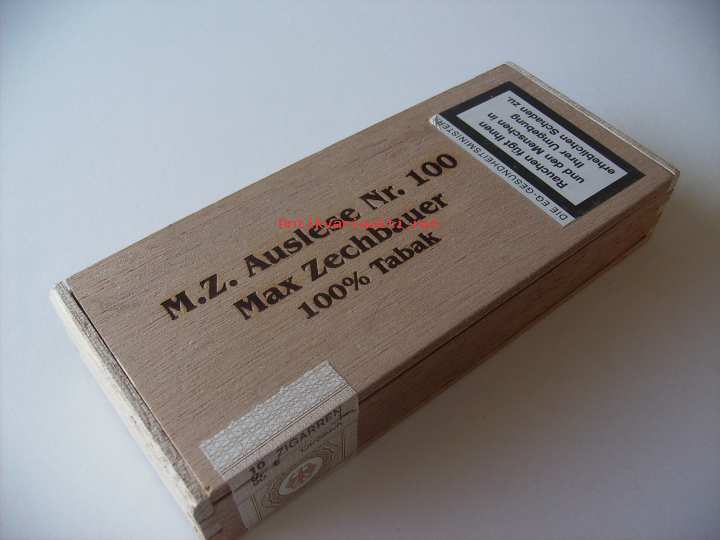 M.Z. Auslese Nr. 100
Max Zechbauer
100% Tabak
Rauchen fügt Ihnen
und den Menschen in
Ihrer Umgebung
erheblichen Schaden zu.
DIE EG-GESUNDHEITSMINISTER
10 ZIGARREN